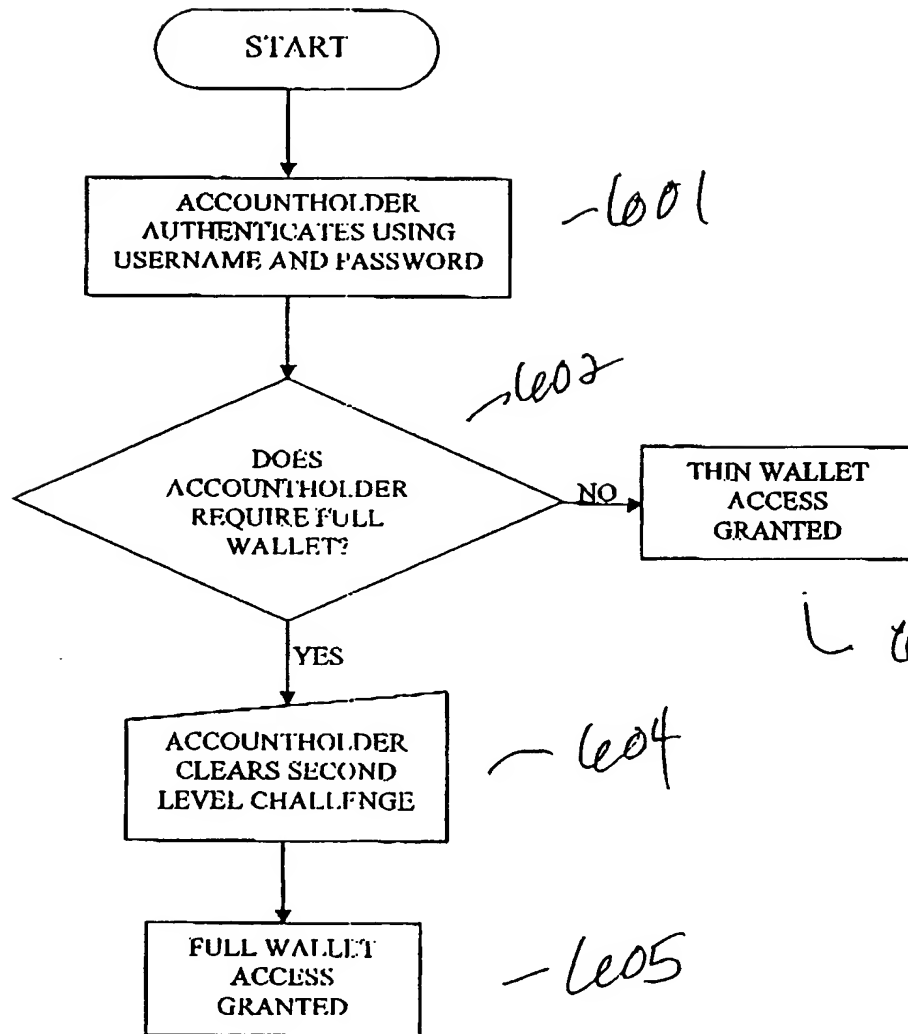 START
ACCOUNTHOLDER
AUTHENTICATES USING
USERNAME AND PASSWORD
601
DOES
ACCOUNTHOLDER
REQUIRE FULL
WALLET?
602
NO
THIN WALLET
ACCESS
GRANTED
YES
ACCOUNTHOLDER
CLEARS SECOND
LEVEL CHALLENGE
604
FULL WALLET
ACCESS
GRANTED
605